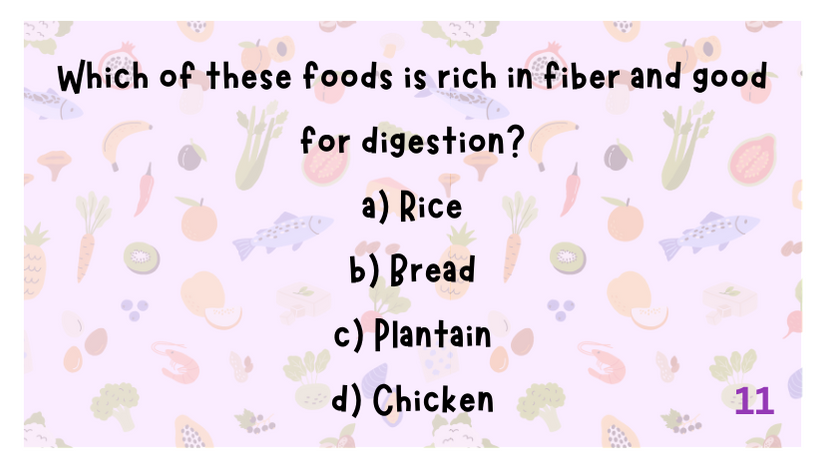 Which of these foods is rich in fiber and good
for digestion?
a) Rice
b) Bread
c) Plantain
d) Chicken
11